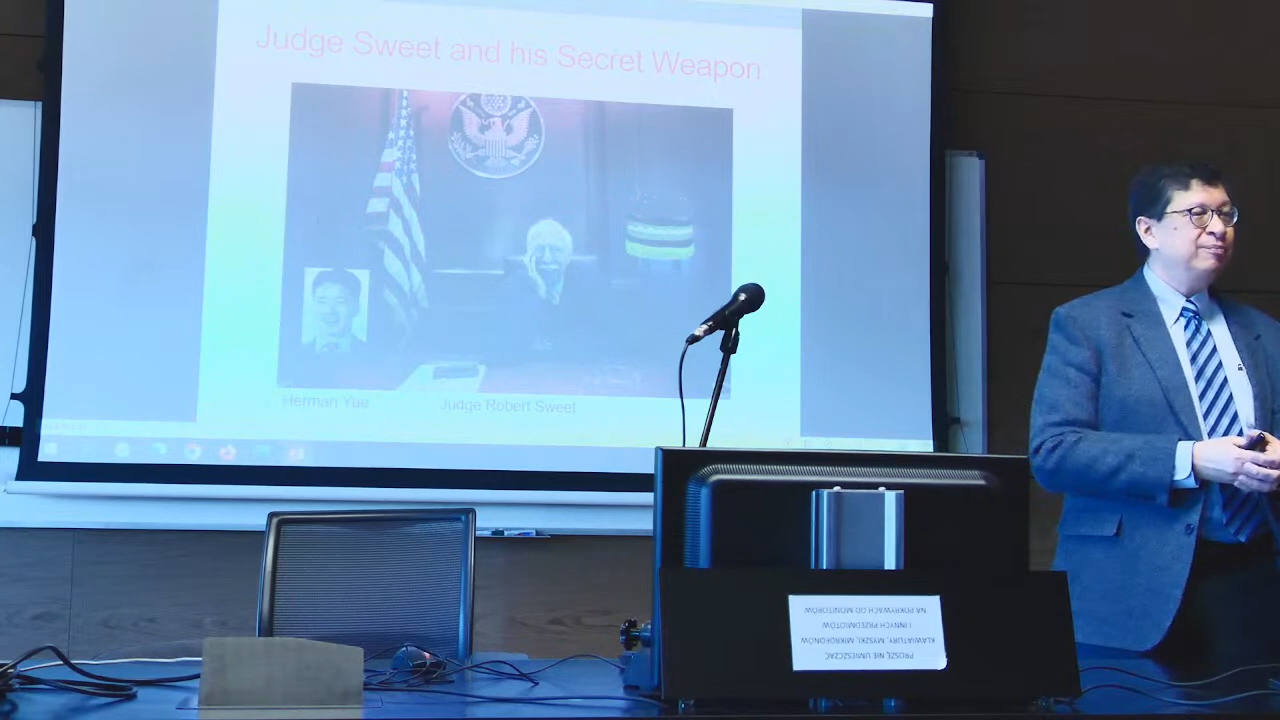 Judge Sweet and his Secret Weapon
Herman Yue
Judge Robert Sweet
PROSZĘ NIE UMIESZCZAĆ
KLAWIATURY, MYSZKI, MIKROFONÓW
I INNYCH PRZEDMIOTÓW
NA POKRYWACH OD MONITORÓW